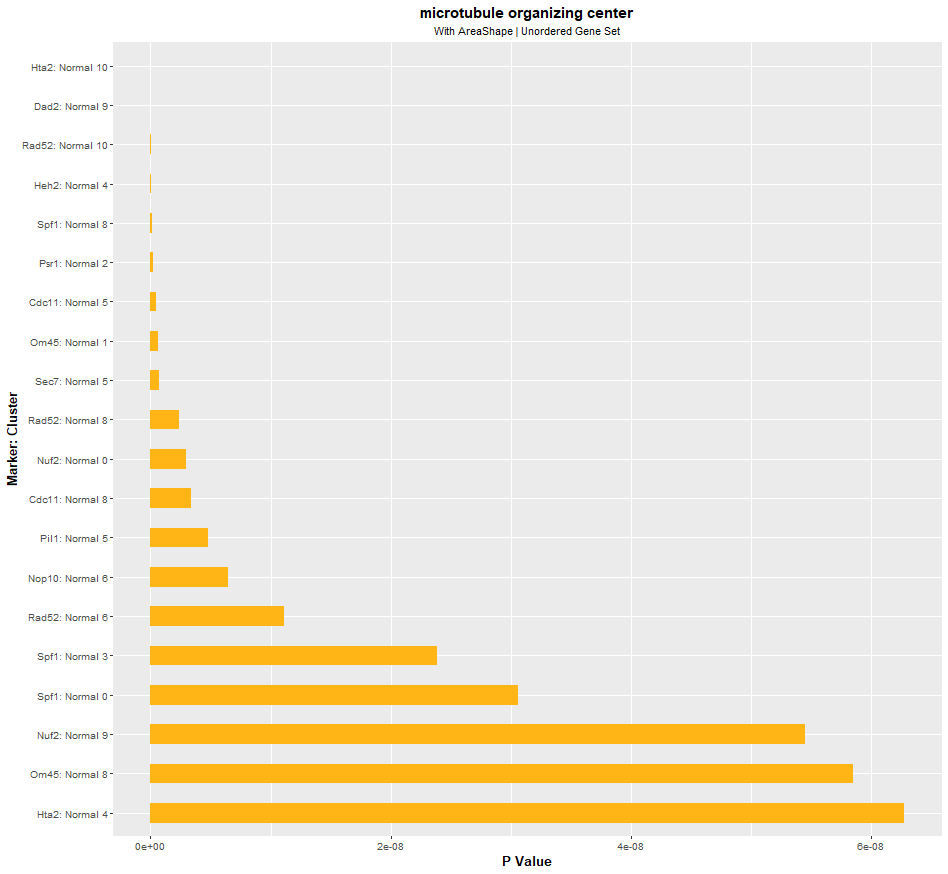 microtubule organizing center
With AreaShape | Unordered Gene Set
Marker: Cluster
Hta2: Normal 10
Dad2: Normal 9
Rad52: Normal 10
Heh2: Normal 4
Spf1: Normal 8
Psr1: Normal 2
Cdc11: Normal 5
Om45: Normal 1
Sec7: Normal 5
Rad52: Normal 8
Nuf2: Normal 0
Cdc11: Normal 8
Pil1: Normal 5
Nop10: Normal 6
Rad52: Normal 6
Spf1: Normal 3
Spf1: Normal 0
Nuf2: Normal 9
Om45: Normal 8
Hta2: Normal 4
0e+00 2e-08 4e-08 6e-08
P Value